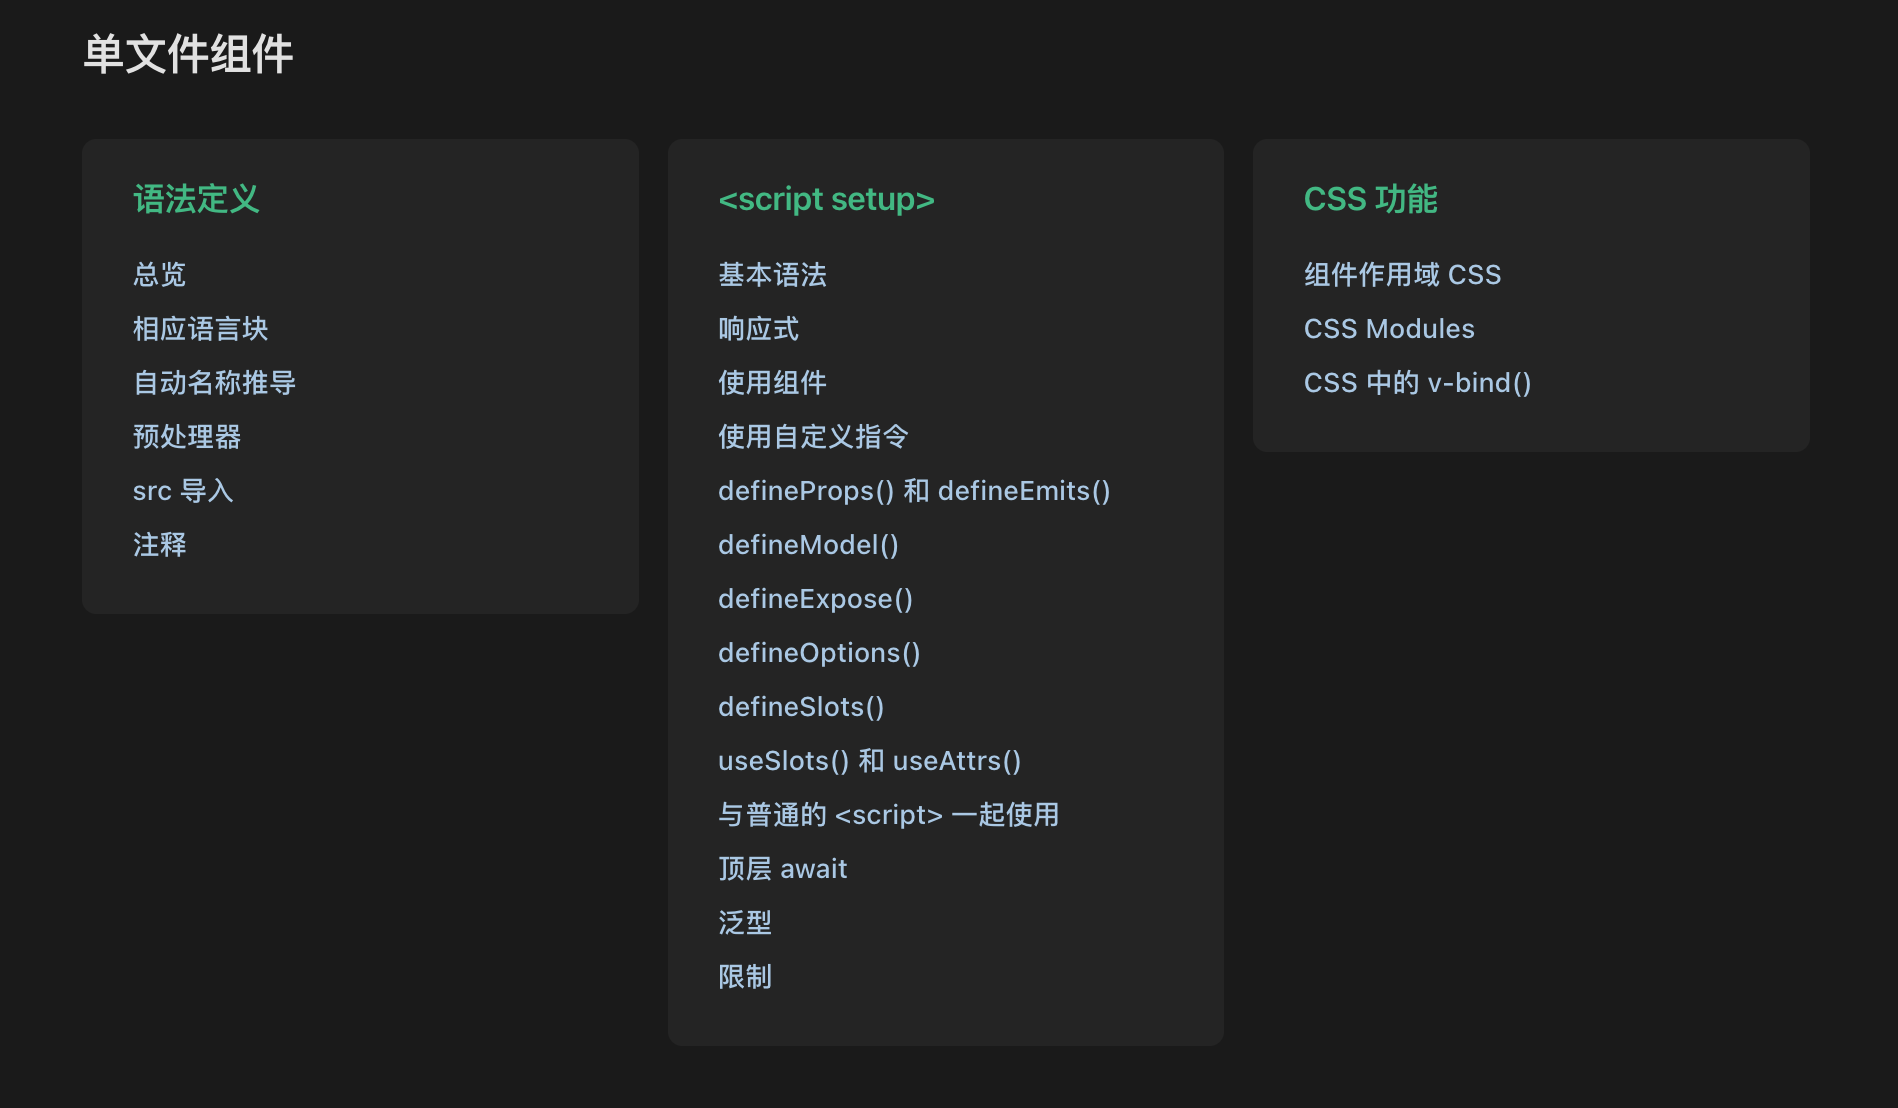 单文件组件
语法定义
总览
相应语言块
自动名称推导
预处理器
src 导入
注释
<script setup>
基本语法
响应式
使用组件
使用自定义指令
defineProps() 和 defineEmits()
defineModel()
defineExpose()
defineOptions()
defineSlots()
useSlots() 和 useAttrs()
与普通的 <script> 一起使用
顶层 await
泛型
限制
CSS 功能
组件作用域 CSS
CSS Modules
CSS 中的 v-bind()